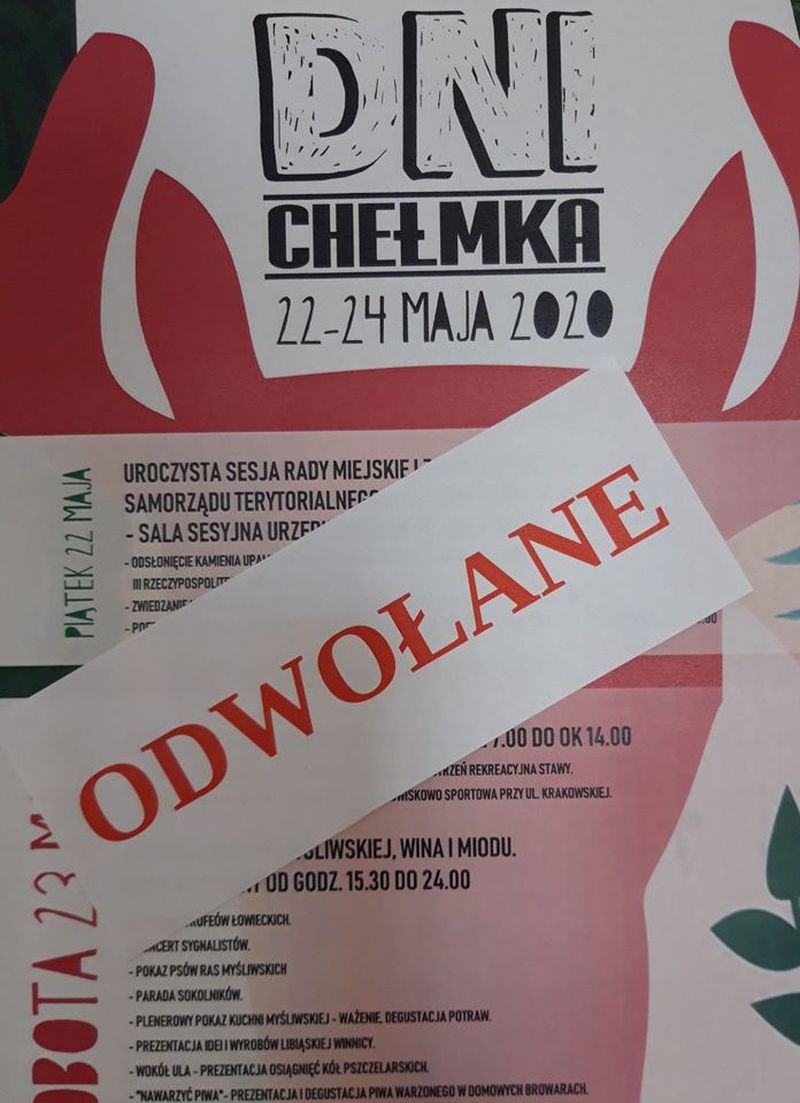 DNI
CHEŁMKA
22-24 MAJA 2020
PIĄTEK 22 MAJA
UROCZYSTA SESJA RADY MIEJSKIEJ
SAMORZĄDU TERYTORIALNEGO
- SALA SESYJNA
- ODSŁONIĘCIE KAMIENIA
III RZECZYPOSPOLITEJ
- ZWIEDZANIE
ODWOŁANE
7.00 DO OK 14.00
REKREACYJNA STAWY.
SPORTOWA PRZY UL. KRAKOWSKIEJ.
WINA I MIODU.
OD GODZ. 15.30 DO 24.00
SOBOTA 23
ŁOWIECKICH.
SYGNALISTÓW.
- POKAZ PSÓW RAS MYŚLIWSKICH
- PARADA SOKOLNIKÓW.
- PLENEROWY POKAZ KUCHNI MYŚLIWSKIEJ - WAŻENIE, DEGUSTACJA POTRAW.
- PREZENTACJA IDEI I WYROBÓW LIBIĄSKIEJ WINNICY.
- WOKÓŁ ULA - PREZENTACJA OSIĄGNIĘĆ KÓŁ PSZCZELARSKICH.
- "NAWARZYĆ PIWA"- PREZENTACJA I DEGUSTACJA PIWA WARZONEGO W DOMOWYCH BROWARACH.